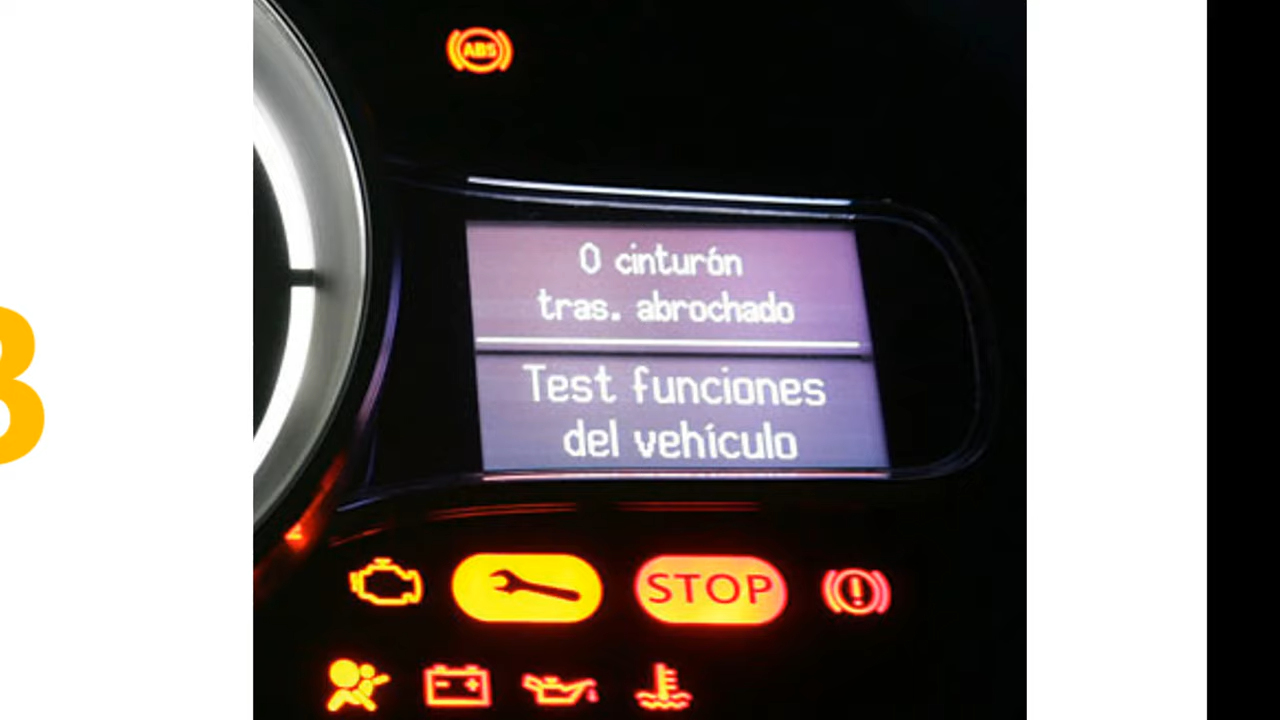 ABS
0 cinturón
tras. abrochado
Test funciones
del vehículo
STOP